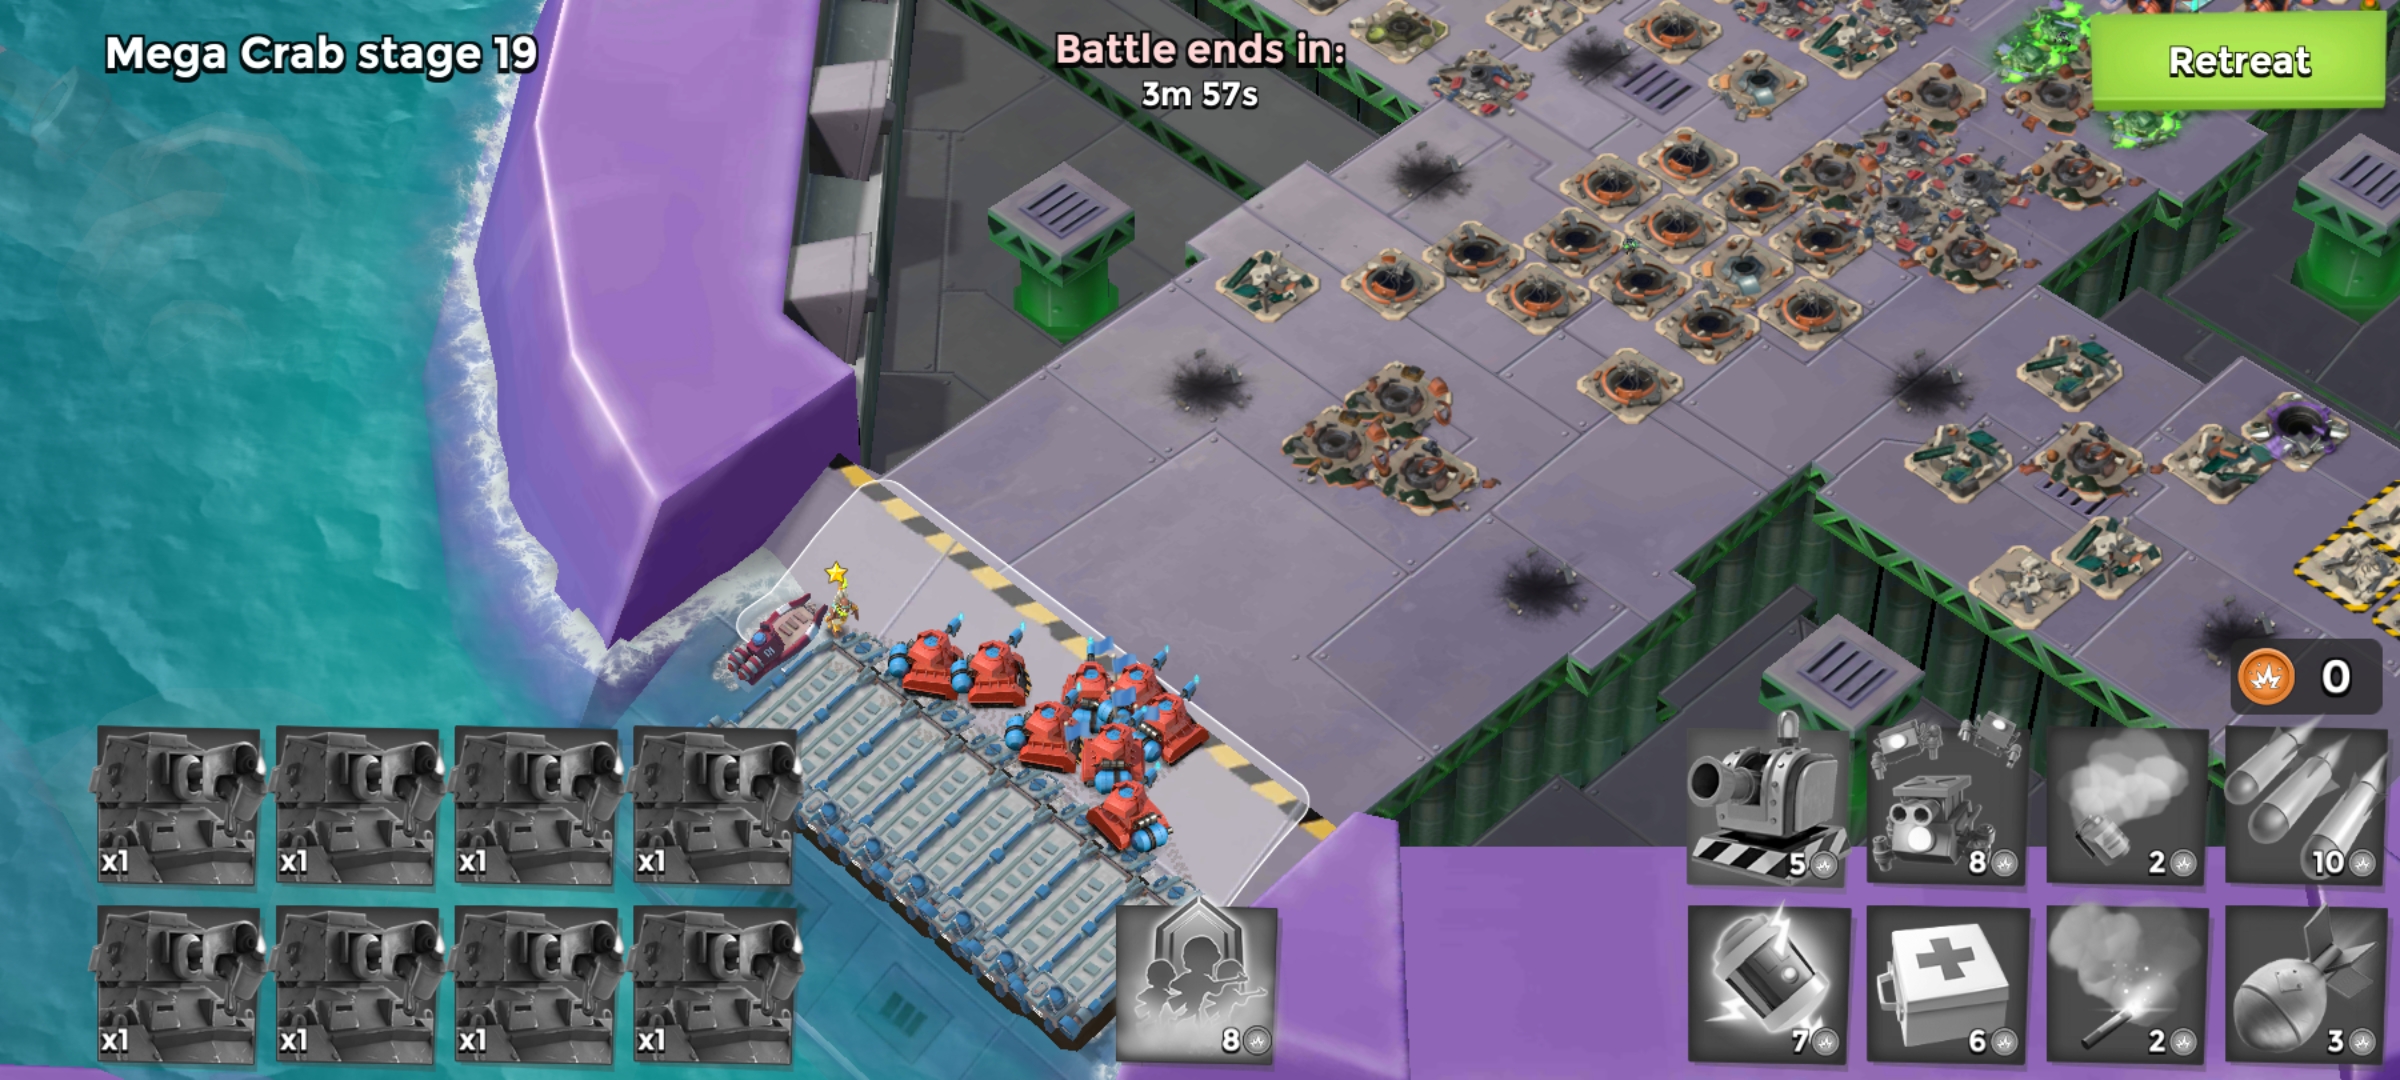 Mega Crab stage 19
Battle ends in:
3m 57s
Retreat
0
x1
x1
x1
x1
5
8
2
10
x1
x1
x1
x1
8
7
6
2
3